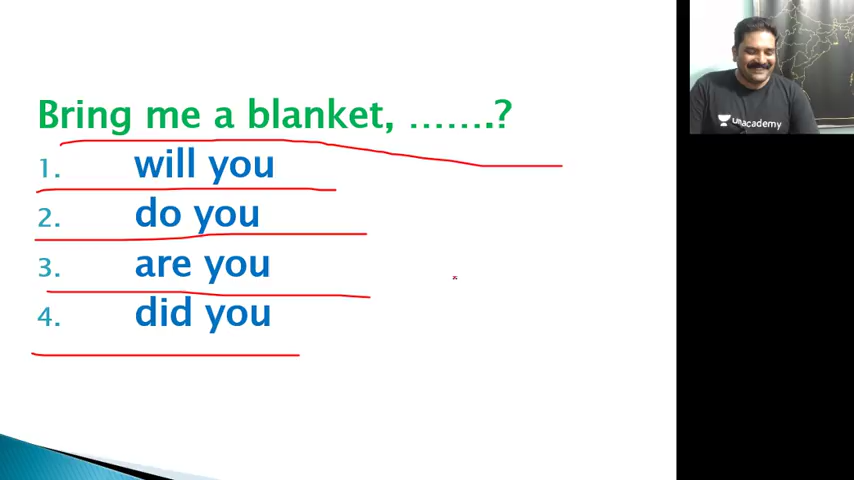 Bring me a blanket, .......?
1. will you
2. do you
3. are you
4. did you
unacademy